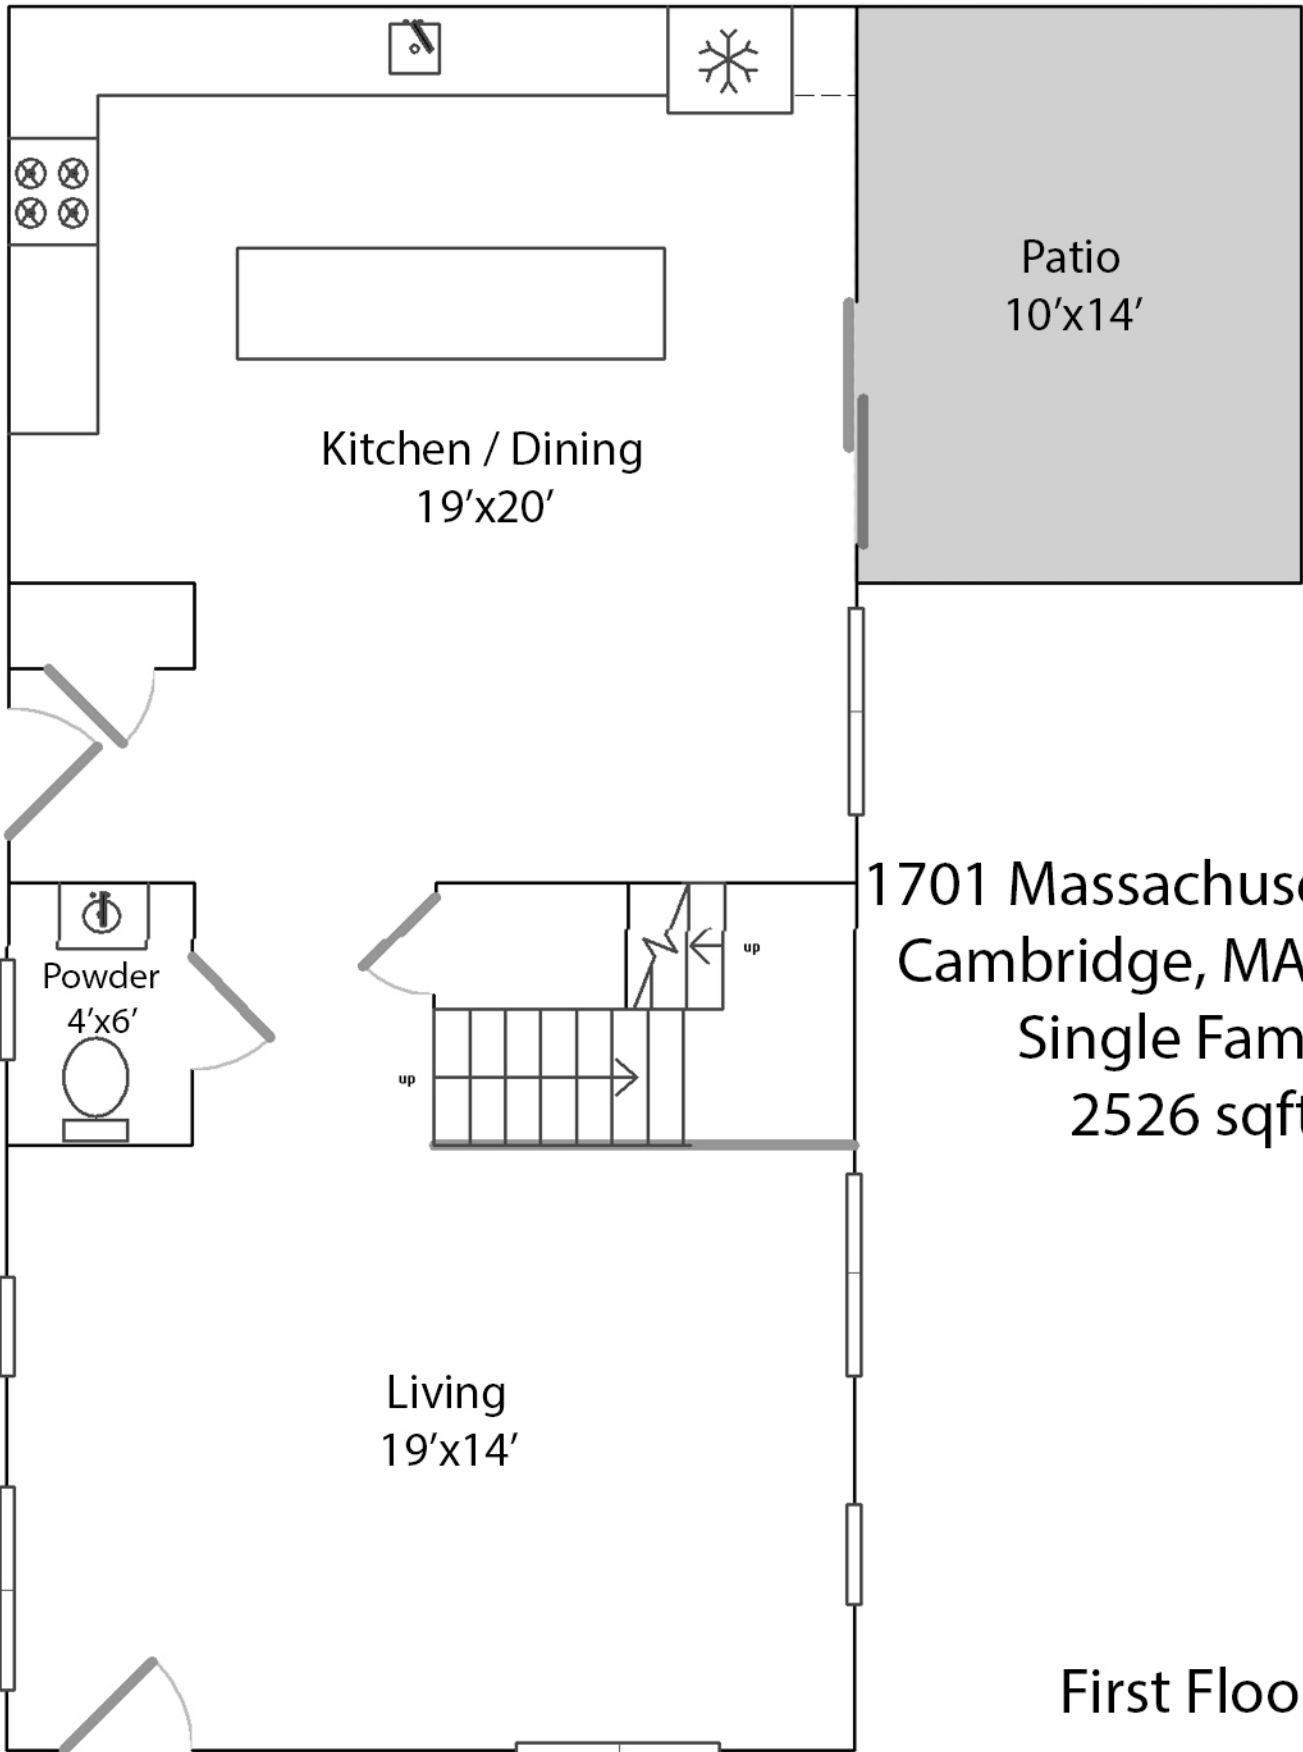 Patio
10’x14’
Kitchen / Dining
19’x20’
up
Powder
4’x6’
up
1701 Massachus
Cambridge, MA
Single Fam
2526 sqft
Living
19’x14’
First Floo